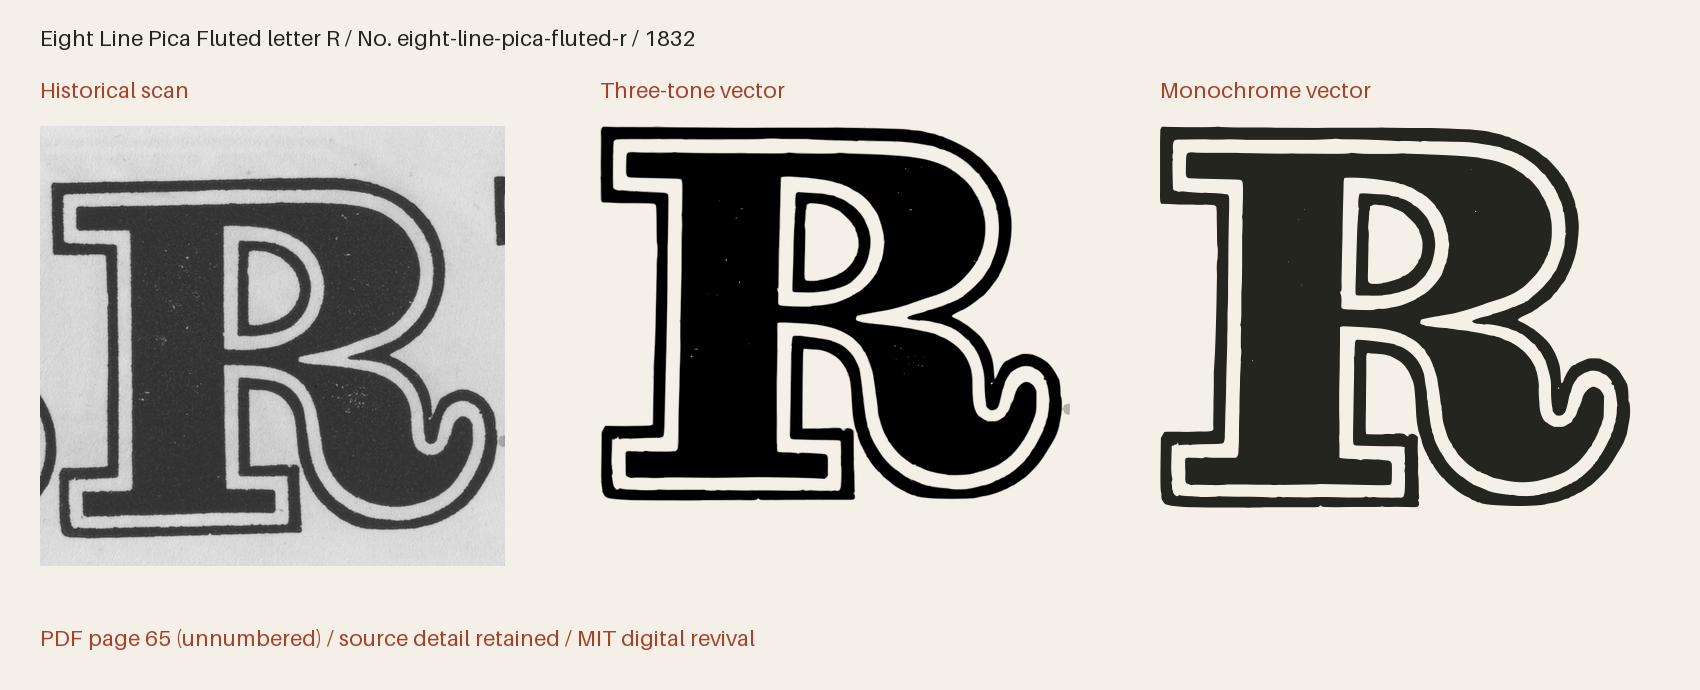 Eight Line Pica Fluted letter R / No. eight-line-pica-fluted-r / 1832
Historical scan
Three-tone vector
Monochrome vector
R
R
R
PDF page 65 (unnumbered) / source detail retained / MIT digital revival